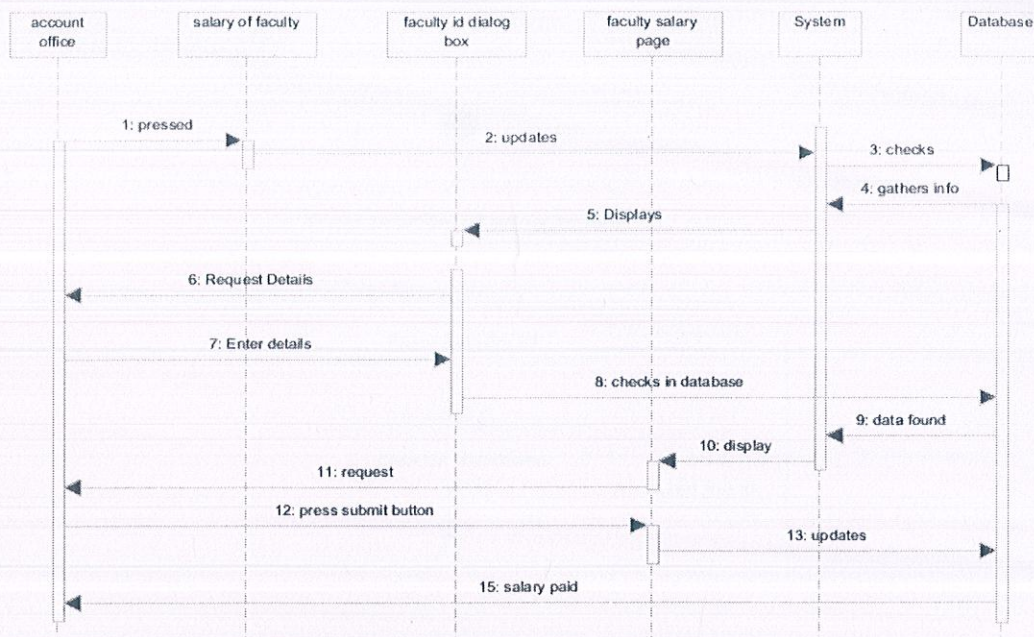 account
office
salary of faculty
faculty id dialog
box
faculty salary
page
System
Database
1: pressed
2: updates
3: checks
4: gathers info
5: Displays
6: Request Details
7: Enter details
8: checks in database
9: data found
10: display
11: request
12: press submit button
13: updates
15: salary paid